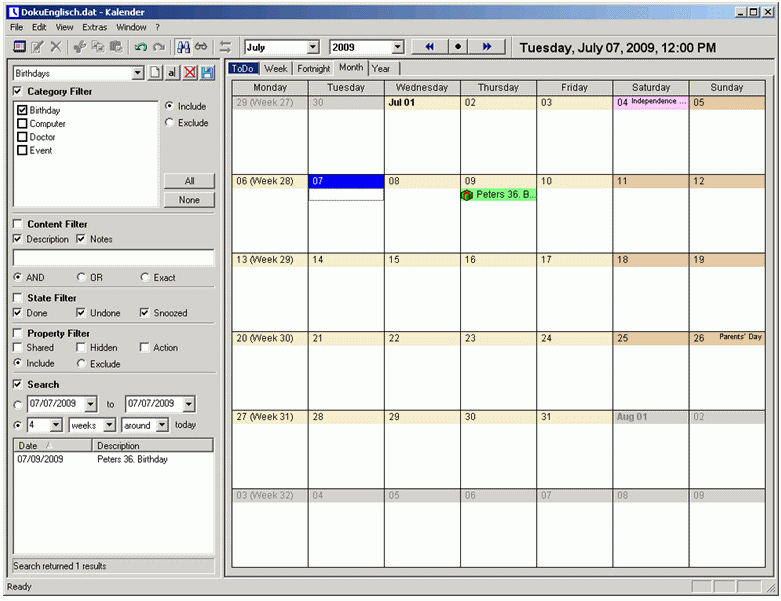 DokuEnglisch.dat - Kalender
File Edit View Extras Window ?
July 2009 Tuesday, July 07, 2009, 12:00 PM
Birthdays a
Category Filter
Birthday
Computer
Doctor
Event
Include
Exclude
All
None
Content Filter
Description Notes
AND OR Exact
State Filter
Done Undone Snoozed
Property Filter
Shared Hidden Action
Include Exclude
Search
07/07/2009 to 07/07/2009
4 weeks around today
Date Description
07/09/2009 Peters 36. Birthday
Search returned 1 results
Ready
ToDo Week Fortnight Month Year
Monday Tuesday Wednesday Thursday Friday Saturday Sunday
29 (Week 27) 30 Jul 01 02 03 04 Independence ... 05
06 (Week 28) 07 08 09 10 11 12
Peters 36. B...
13 (Week 29) 14 15 16 17 18 19
20 (Week 30) 21 22 23 24 25 26 Parents' Day
27 (Week 31) 28 29 30 31 Aug 01 02
03 (Week 32) 04 05 06 07 08 09